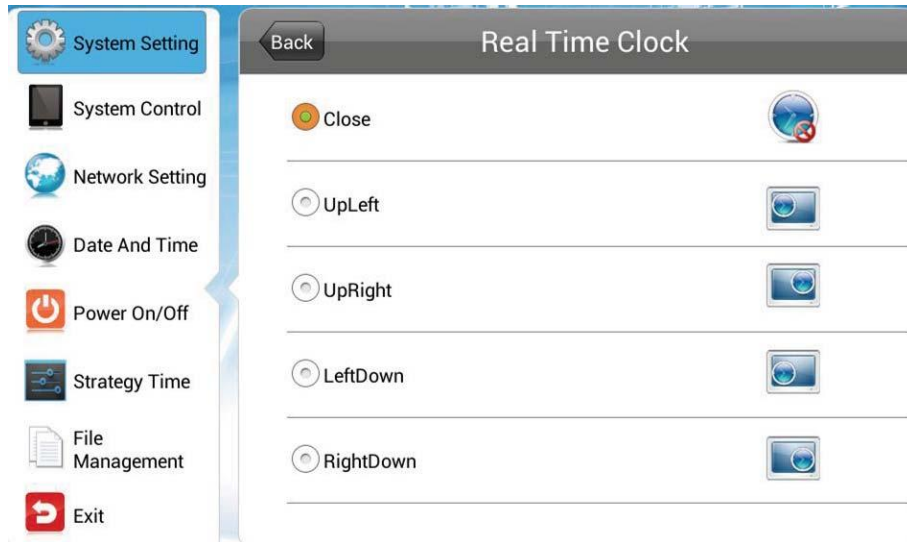 System Setting
System Control
Network Setting
Date And Time
Power On/Off
Strategy Time
File
Management
Exit
Back
Real Time Clock
Close
UpLeft
UpRight
LeftDown
RightDown